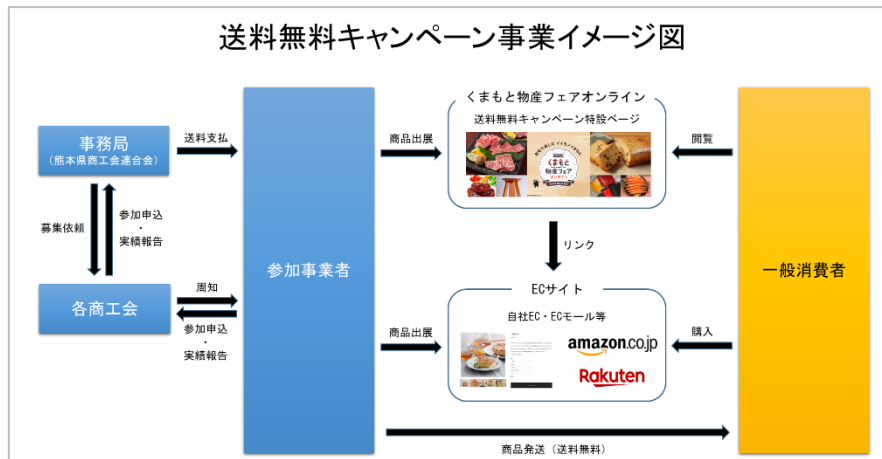 送料無料キャンペーン事業イメージ図
事務局
(熊本県商工会連合会)
送料支払
募集依頼
参加申込
・
実績報告
各商工会
周知
参加申込
・
実績報告
参加事業者
商品出展
くまもと物産フェアオンライン
送料無料キャンペーン特設ページ
くまもと
物産フェア
オンライン
閲覧
リンク
ECサイト
自社EC・ECモール等
amazon.co.jp
Rakuten
商品出展
購入
一般消費者
商品発送(送料無料)